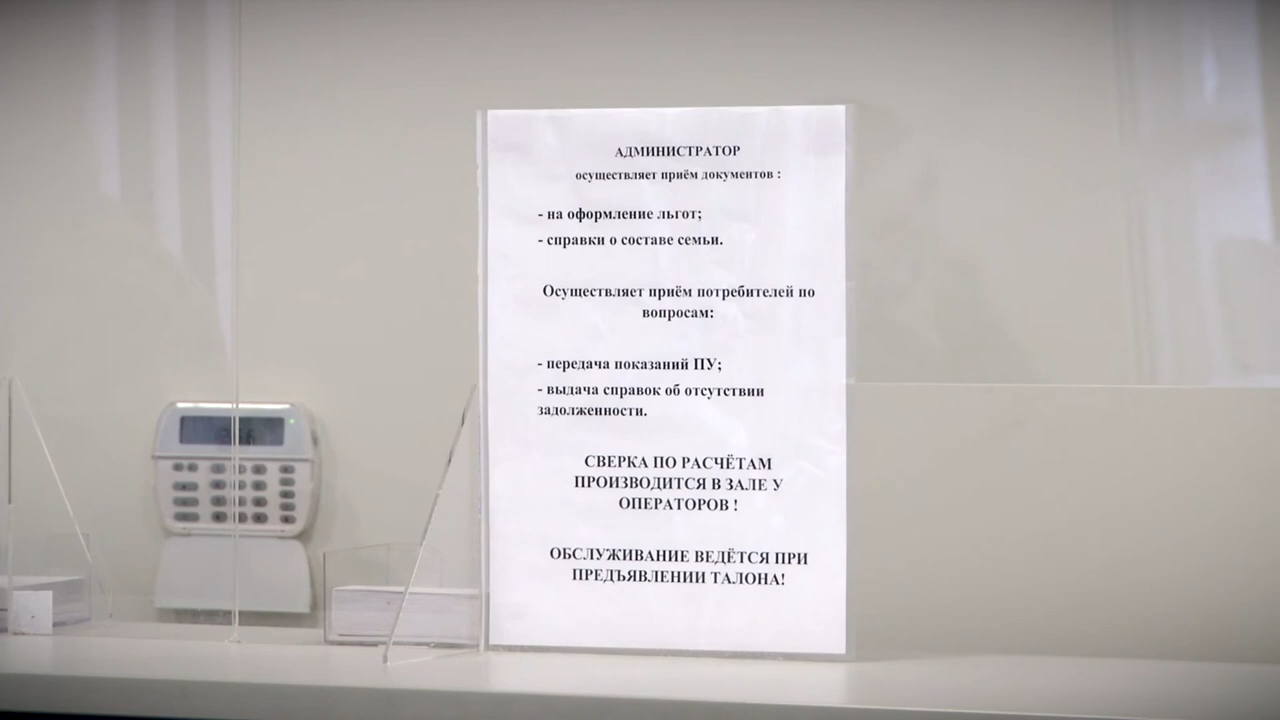 АДМИНИСТРАТОР
осуществляет приём документов :
- на оформление льгот;
- справки о составе семьи.
Осуществляет приём потребителей по
вопросам:
- передача показаний ПУ;
- выдача справок об отсутствии
задолженности.
СВЕРКА ПО РАСЧЁТАМ
ПРОИЗВОДИТСЯ В ЗАЛЕ У
ОПЕРАТОРОВ !
ОБСЛУЖИВАНИЕ ВЕДЁТСЯ ПРИ
ПРЕДЪЯВЛЕНИИ ТАЛОНА!